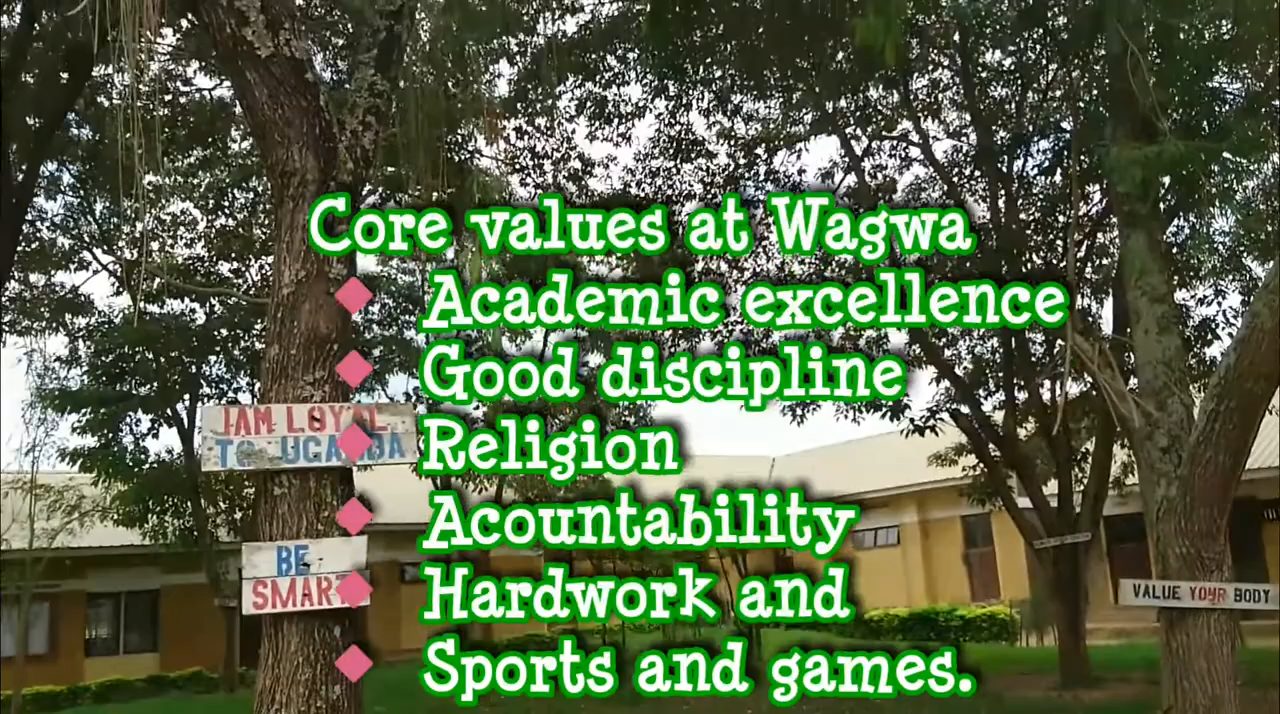 Core values at Wagwa
Academic excellence
Good discipline
Religion
Acountability
Hardwork and
Sports and games.
IAM LOYAL
TO UGANDA
BE
SMART
VALUE YOUR BODY